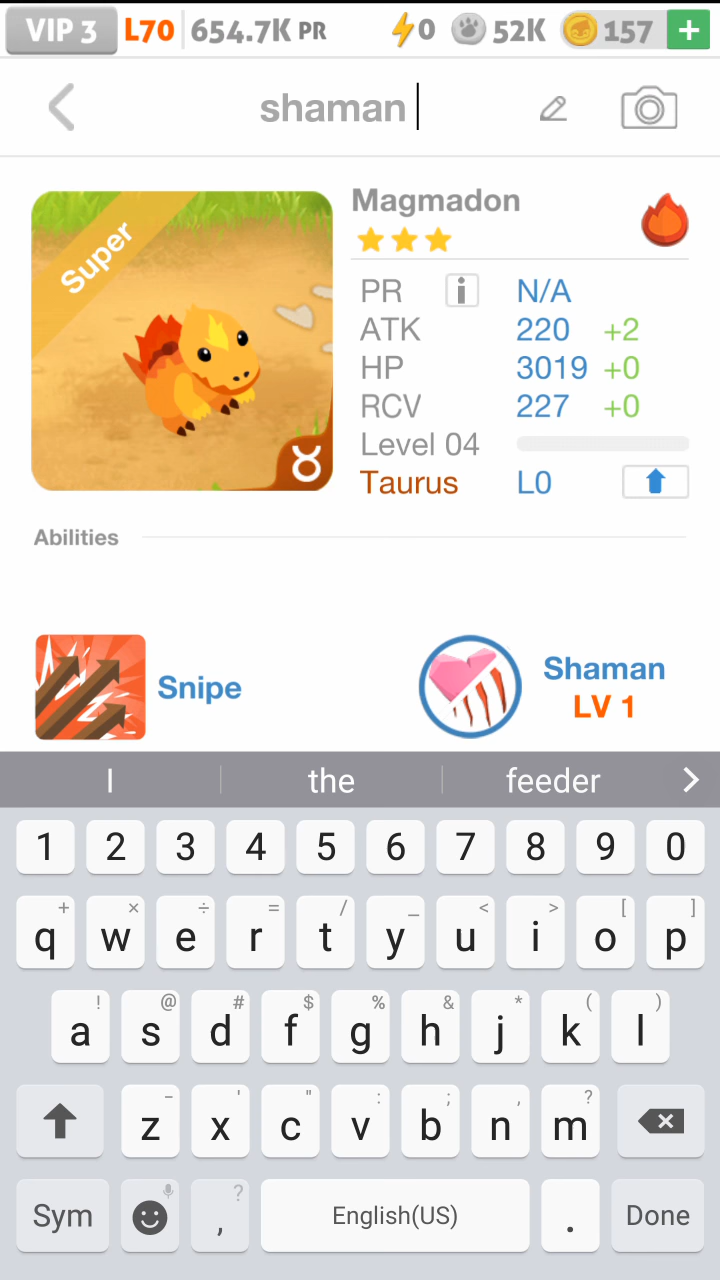 VIP 3 L70 654.7K PR 0 52K 157 +
shaman
Super
Magmadon
PR i N/A
ATK 220 +2
HP 3019 +0
RCV 227 +0
Level 04
Taurus L0
Abilities
Snipe
Shaman
LV 1
I the feeder
1 2 3 4 5 6 7 8 9 0
+ × ÷ = / _ < > [ ]
q w e r t y u i o p
! @ # $ % & * ( )
a s d f g h j k l
- ' " : ; , ?
z x c v b n m
?
Sym , English(US) . Done